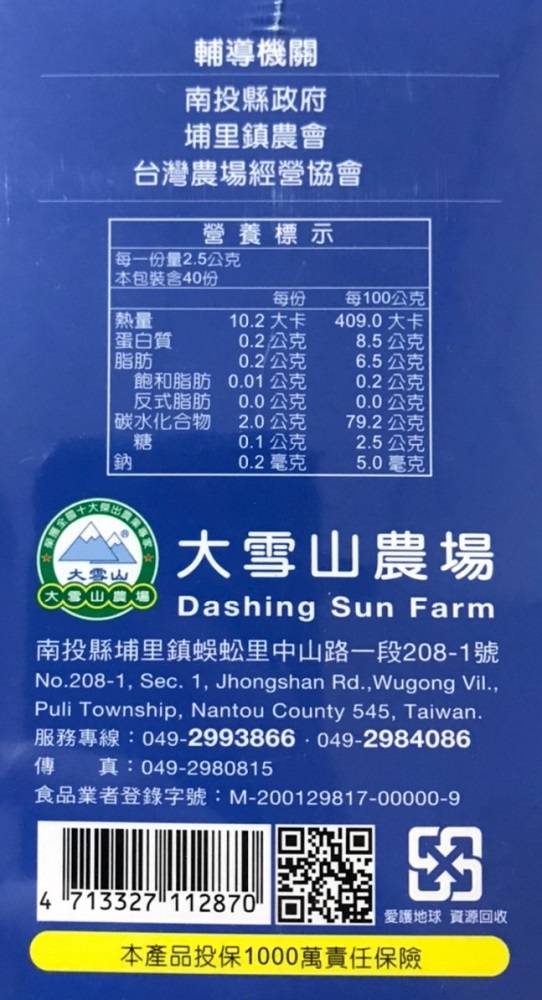 輔導機關
南投縣政府
埔里鎮農會
台灣農場經營協會
營養標示
每一份量2.5公克
本包裝含40份
每份 每100公克
熱量 10.2 大卡 409.0 大卡
蛋白質 0.2 公克 8.5 公克
脂肪 0.2 公克 6.5 公克
飽和脂肪 0.01 公克 0.2 公克
反式脂肪 0.0 公克 0.0 公克
碳水化合物 2.0 公克 79.2 公克
糖 0.1 公克 2.5 公克
鈉 0.2 毫克 5.0 毫克
榮獲全國十大傑出農業專家
®
大雪山
大雪山農場
大雪山農場
Dashing Sun Farm
南投縣埔里鎮蜈蚣里中山路一段208-1號
No.208-1, Sec. 1, Jhongshan Rd.,Wugong Vil.,
Puli Township, Nantou County 545, Taiwan.
服務專線：049-2993866 · 049-2984086
傳 真：049-2980815
食品業者登錄字號：M-200129817-00000-9
4 713327 112870
愛護地球 資源回收
本產品投保1000萬責任保險